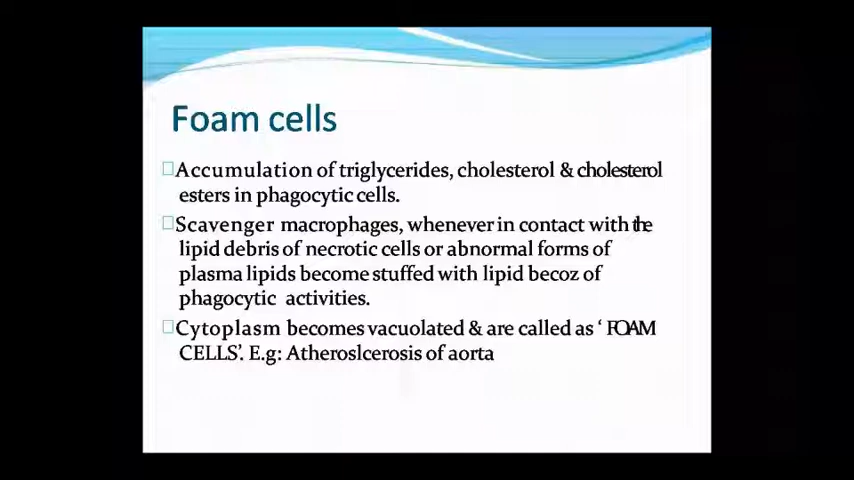 Foam cells
Accumulation of triglycerides, cholesterol & cholesterol
esters in phagocytic cells.
Scavenger macrophages, whenever in contact with the
lipid debris of necrotic cells or abnormal forms of
plasma lipids become stuffed with lipid becoz of
phagocytic activities.
Cytoplasm becomes vacuolated & are called as ‘ FOAM
CELLS’. E.g: Atheroslcerosis of aorta